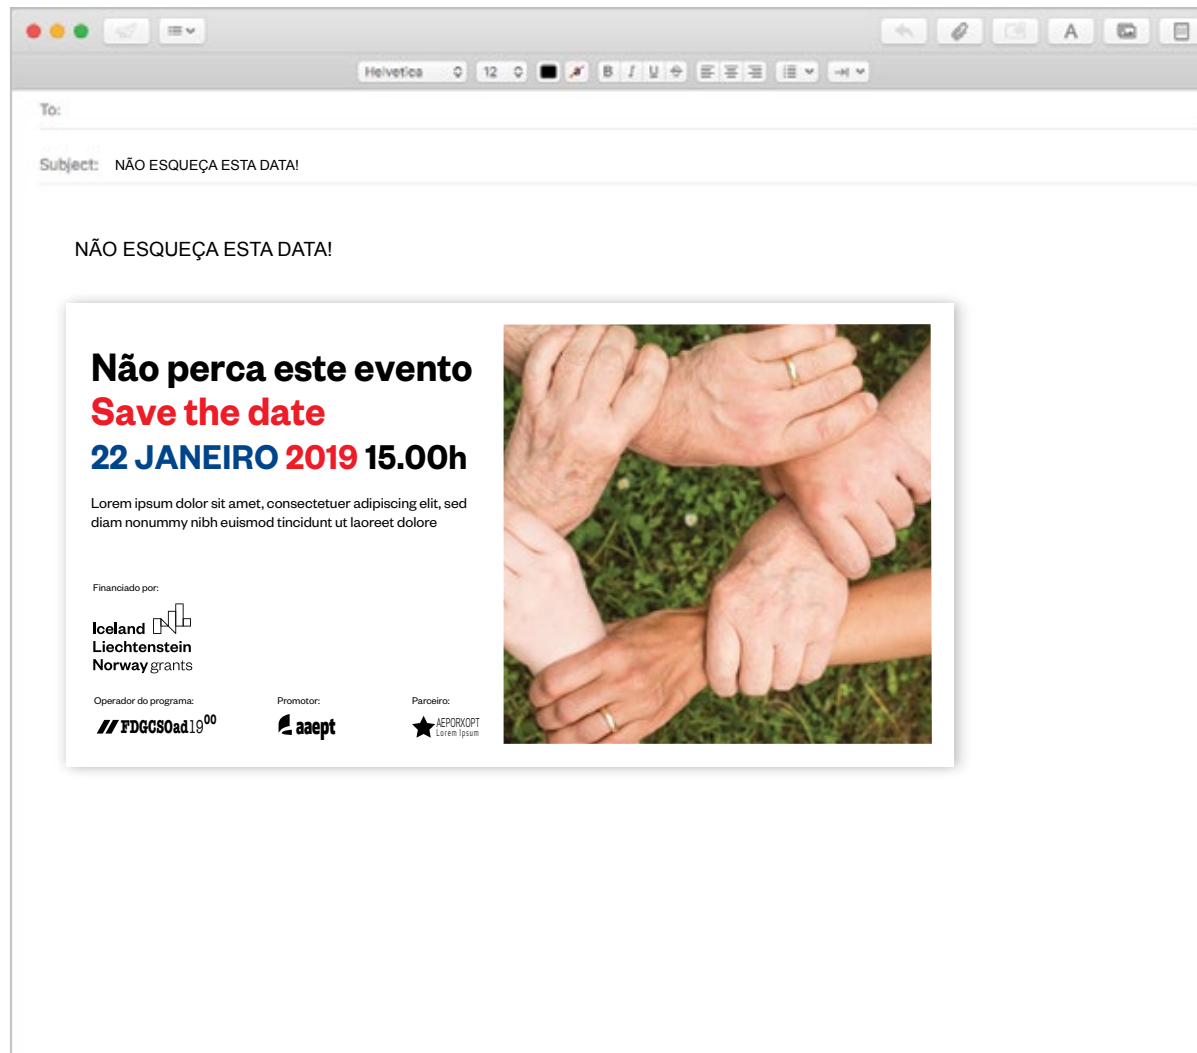 Helvetica 12 B I U S
A
To:
Subject: NÃO ESQUEÇA ESTA DATA!
NÃO ESQUEÇA ESTA DATA!
Não perca este evento
Save the date
22 JANEIRO 2019 15.00h
Lorem ipsum dolor sit amet, consectetuer adipiscing elit, sed
diam nonummy nibh euismod tincidunt ut laoreet dolore
Financiado por:
Iceland
Liechtenstein
Norway grants
Operador do programa:
FDGCSOad1900
Promotor:
aaept
Parceiro:
AEPORXOPT
Lorem Ipsum